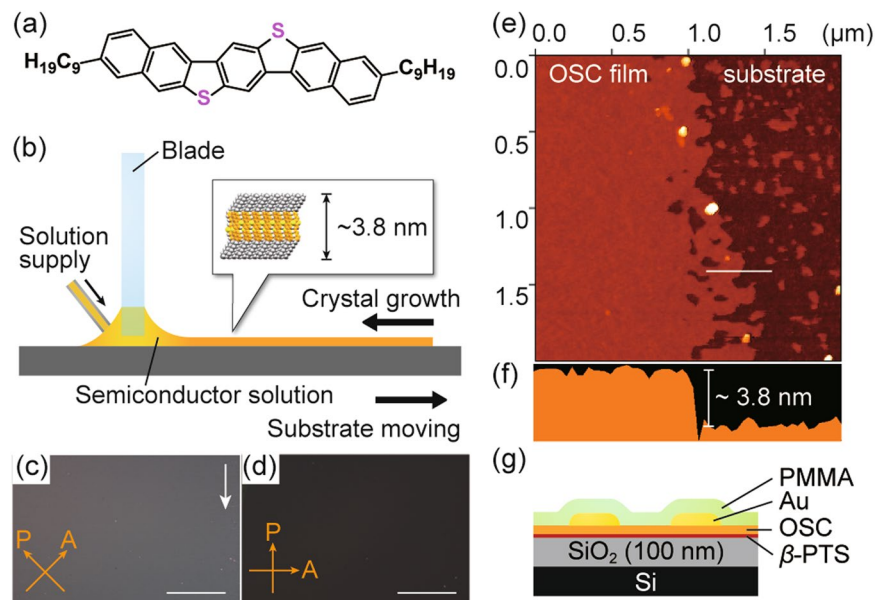 (a)
H₁₉C₉
S
S
C₉H₁₉
(b)
Blade
Solution
supply
~3.8 nm
Crystal growth
Semiconductor solution
Substrate moving
(c)
P
A
(d)
P
A
(e)
0.0
1.0
(μm)
0.5
1.5
0.0
OSC film
substrate
0.5
1.0
1.5
(f)
~ 3.8 nm
(g)
PMMA
Au
OSC
β-PTS
SiO₂ (100 nm)
Si